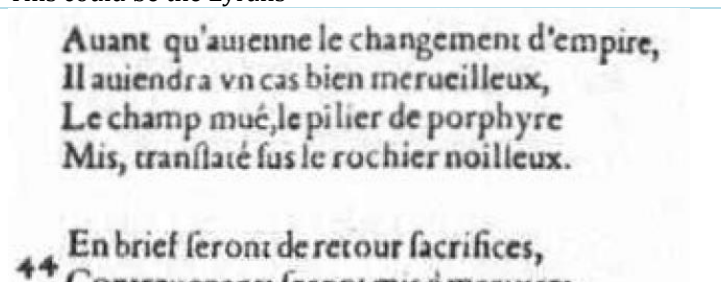 Auant qu'auienne le changement d'empire,
Il auiendra vn cas bien merueilleux,
Le champ mué,le pilier de porphyre
Mis, tranſlaté ſus le rochier noilleux.
En brief ſeront de retour ſacrifices,
44